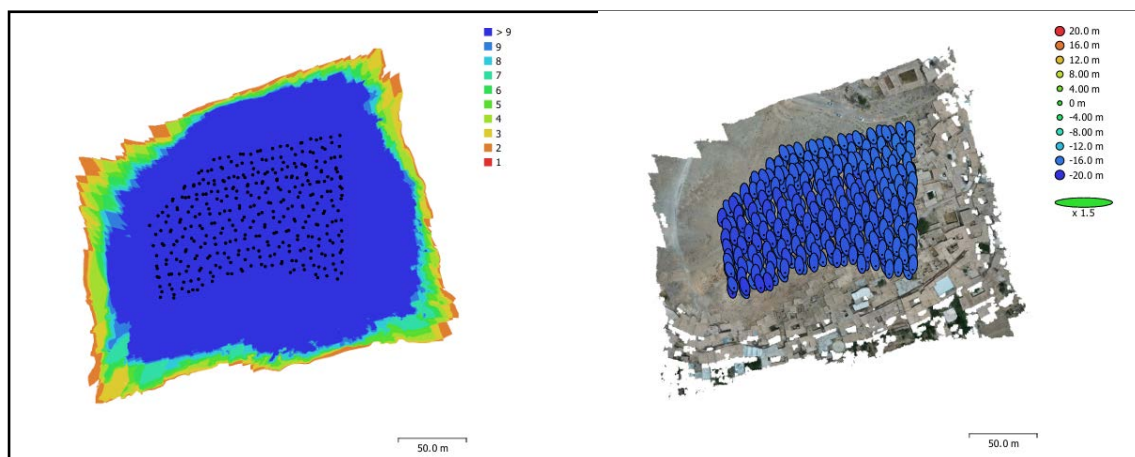 > 9
9
8
7
6
5
4
3
2
1
50.0 m
20.0 m
16.0 m
12.0 m
8.00 m
4.00 m
0 m
-4.00 m
-8.00 m
-12.0 m
-16.0 m
-20.0 m
x 1.5
50.0 m